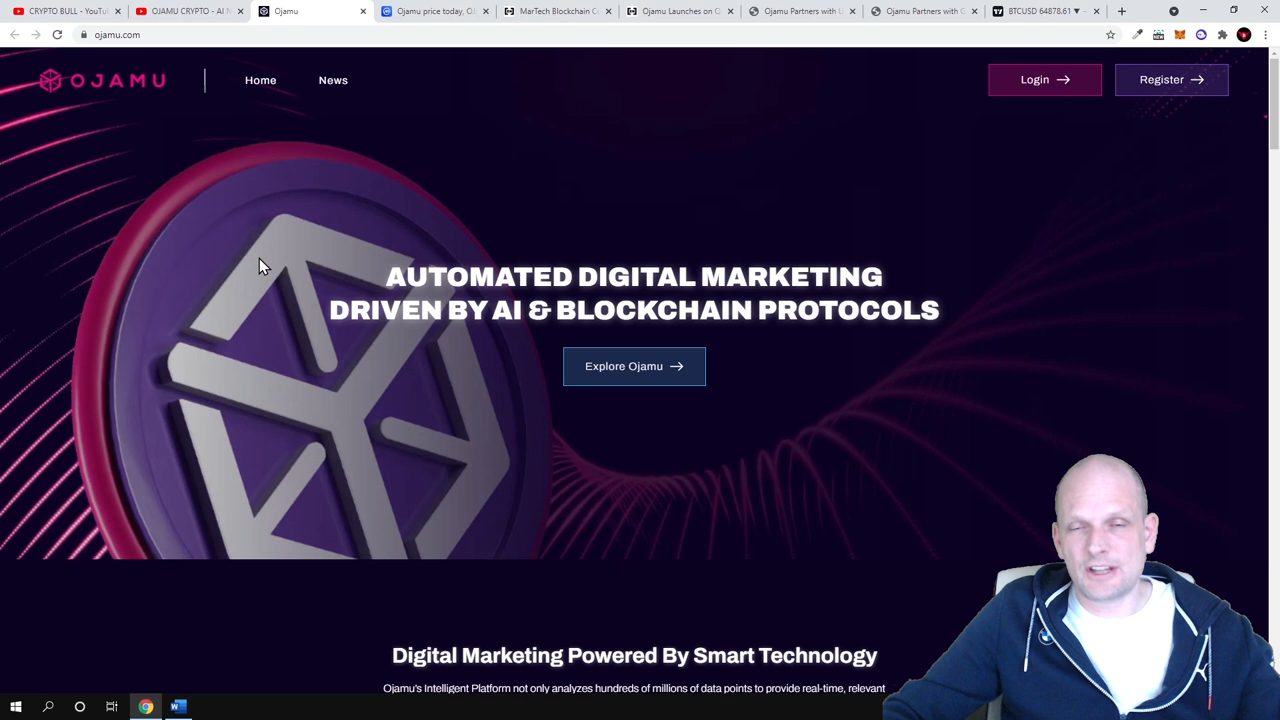 CRYPTO BULL - YouTu
OJAMU CRYPTO - AI M
Ojamu
Ojamu price today, OJ
MarTech Blockchain Co
Ojamu Launches on O
Ojamu Partners with U
Ojamu Partners with G
BTCUSD 64878.61 ▼ −
ojamu.com
OJAMU
Home
News
Login
Register
AUTOMATED DIGITAL MARKETING
DRIVEN BY AI & BLOCKCHAIN PROTOCOLS
Explore Ojamu
Digital Marketing Powered By Smart Technology
Ojamu's Intelligent Platform not only analyzes hundreds of millions of data points to provide real-time, relevant